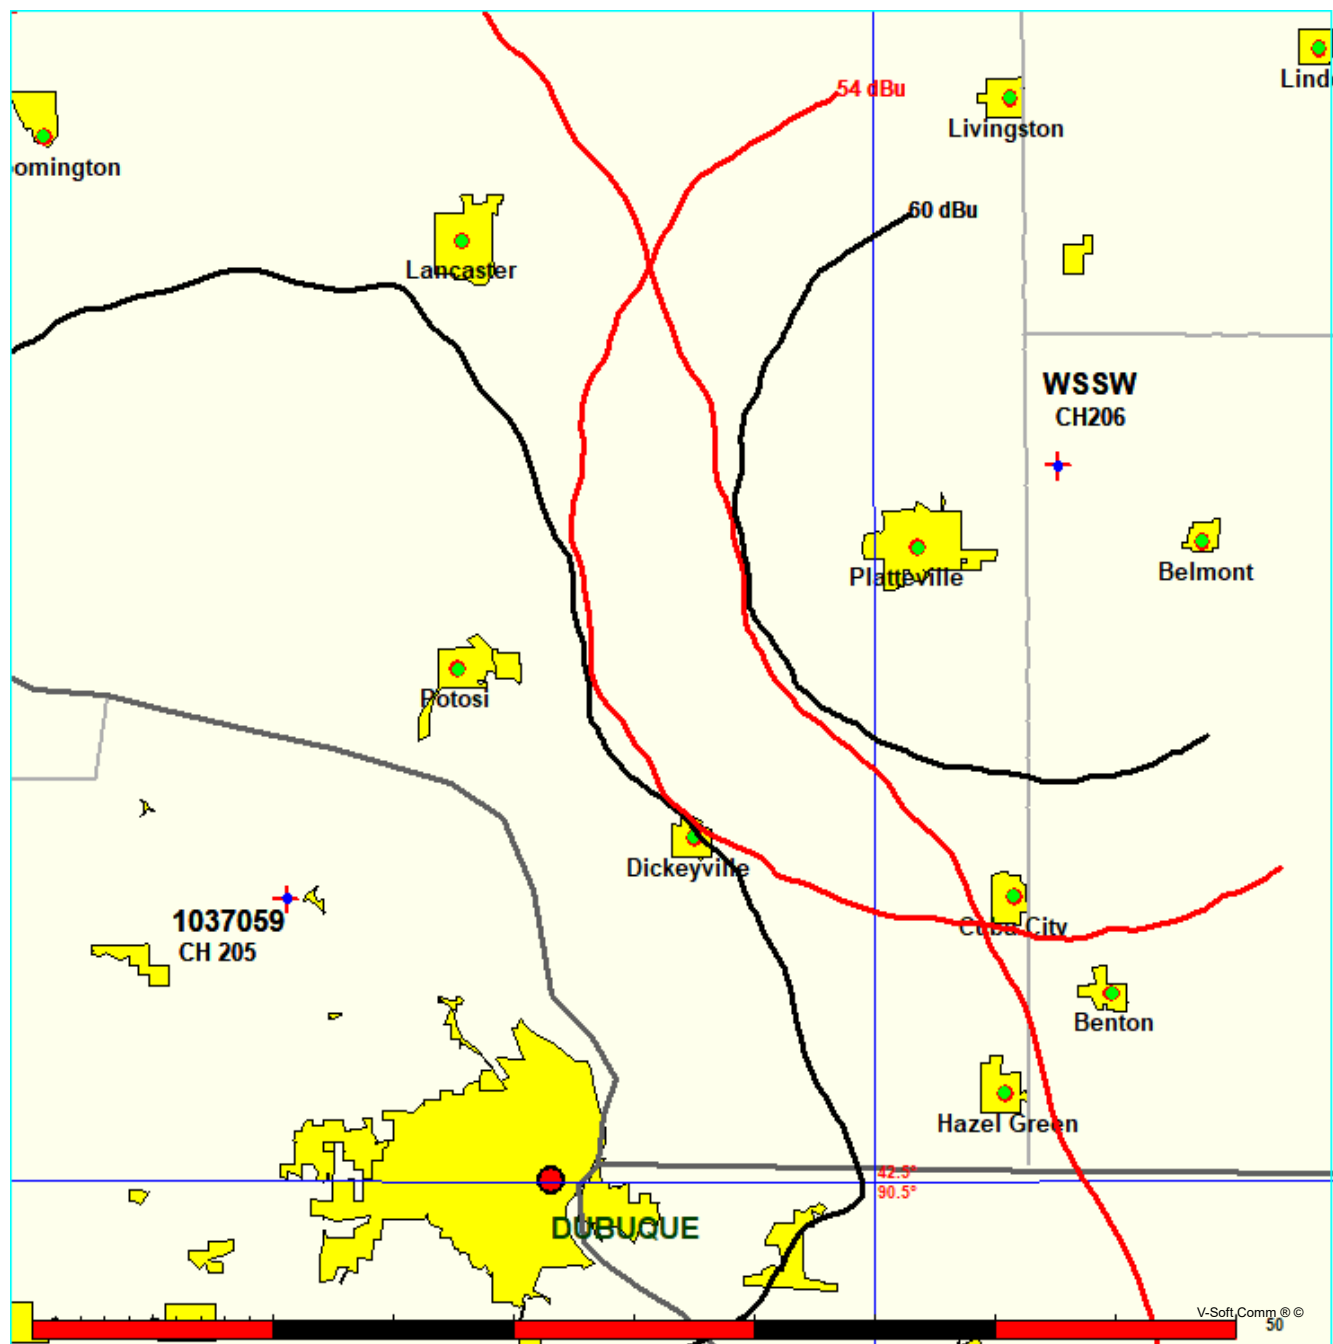 Lind
54 dBu
Livingston
omington
60 dBu
Lancaster
WSSW
CH206
Platteville
Belmont
Potosi
Dickeyville
1037059
CH 205
Cuba City
Benton
Hazel Green
42.5°
90.5°
DUBUQUE
V-Soft Comm ® ©
50